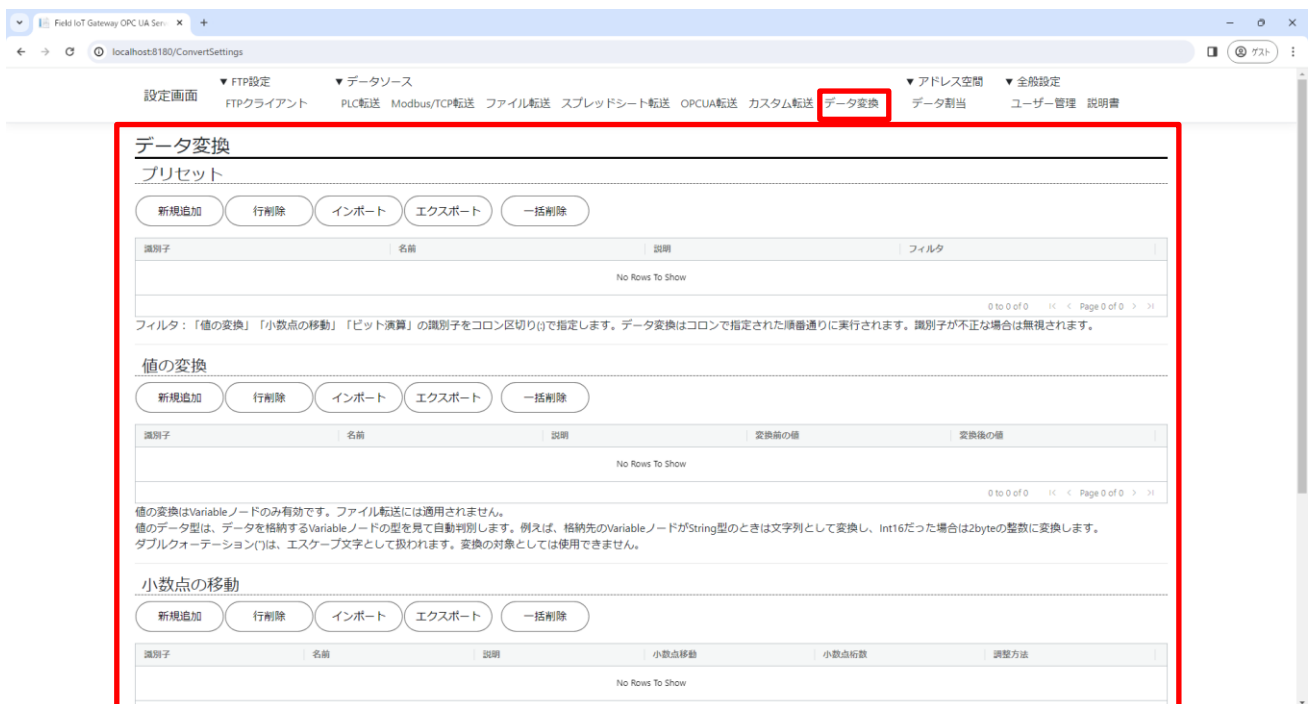 Field IoT Gateway OPC UA Serv
localhost:8180/ConvertSettings
ゲスト
設定画面
▼ FTP設定 ▼ データソース ▼ アドレス空間 ▼ 全般設定
FTPクライアント PLC転送 Modbus/TCP転送 ファイル転送 スプレッドシート転送 OPCUA転送 カスタム転送 データ変換 データ割当 ユーザー管理 説明書
データ変換
プリセット
新規追加 行削除 インポート エクスポート 一括削除
識別子 名前 説明 フィルタ
No Rows To Show
0 to 0 of 0 Page 0 of 0
フィルタ：「値の変換」「小数点の移動」「ビット演算」の識別子をコロン区切り(:)で指定します。データ変換はコロンで指定された順番通りに実行されます。識別子が不正な場合は無視されます。
値の変換
新規追加 行削除 インポート エクスポート 一括削除
識別子 名前 説明 変換前の値 変換後の値
No Rows To Show
0 to 0 of 0 Page 0 of 0
値の変換はVariableノードのみ有効です。ファイル転送には適用されません。
値のデータ型は、データを格納するVariableノードの型を見て自動判別します。例えば、格納先のVariableノードがString型のときは文字列として変換し、Int16だった場合は2byteの整数に変換します。
ダブルクォーテーション(")は、エスケープ文字として扱われます。変換の対象としては使用できません。
小数点の移動
新規追加 行削除 インポート エクスポート 一括削除
識別子 名前 説明 小数点移動 小数点桁数 調整方法
No Rows To Show